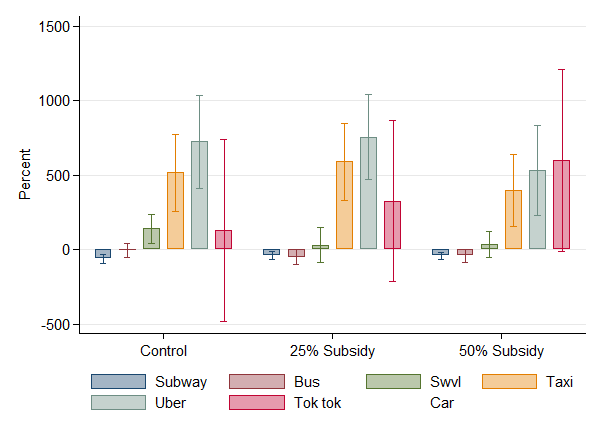 1500
1000
500
0
-500
Percent
Control 25% Subsidy 50% Subsidy
Subway Bus Swvl Taxi
Uber Tok tok Car